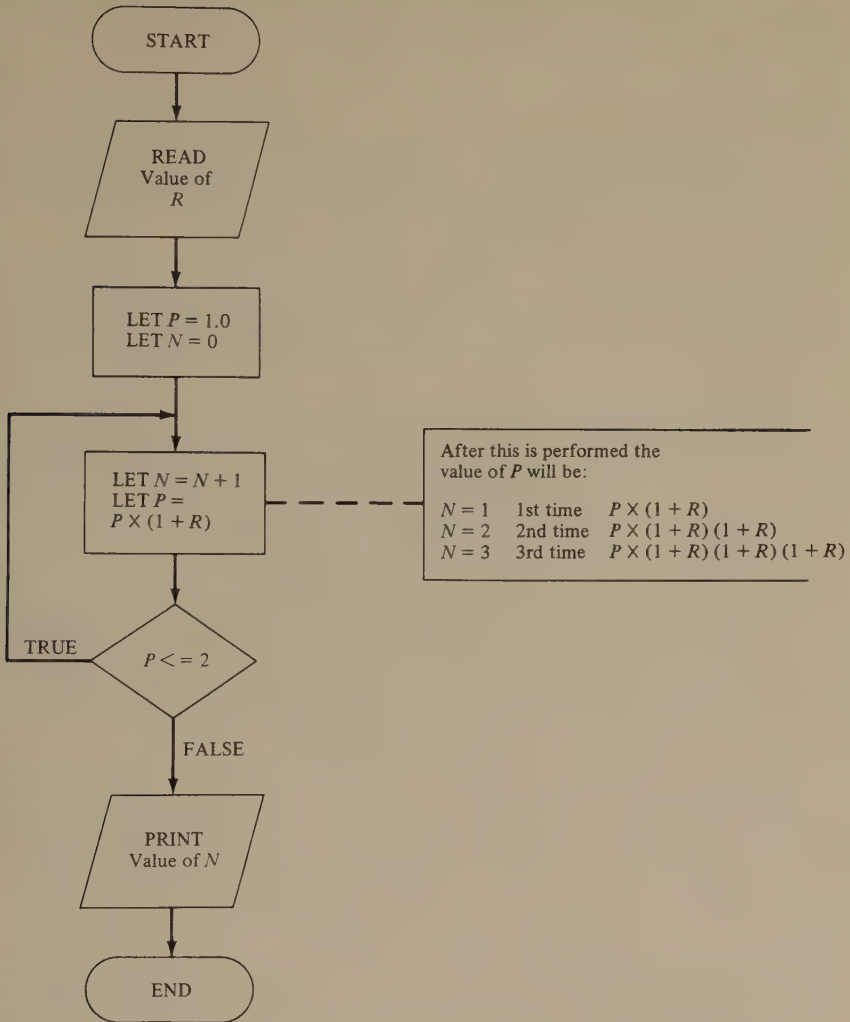 START
READ
Value of
R
LET P = 1.0
LET N = 0
LET N = N + 1
LET P =
P X (1 + R)
After this is performed the
value of P will be:
N = 1 1st time P X (1 + R)
N = 2 2nd time P X (1 + R) (1 + R)
N = 3 3rd time P X (1 + R) (1 + R) (1 + R)
TRUE
P < = 2
FALSE
PRINT
Value of N
END